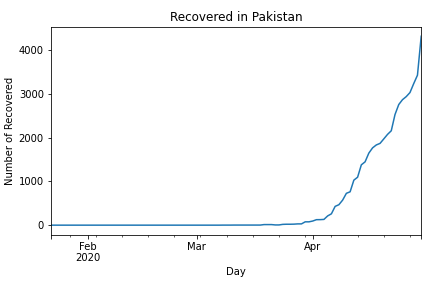 Recovered in Pakistan
Number of Recovered
4000
3000
2000
1000
0
Feb
2020
Mar
Apr
Day